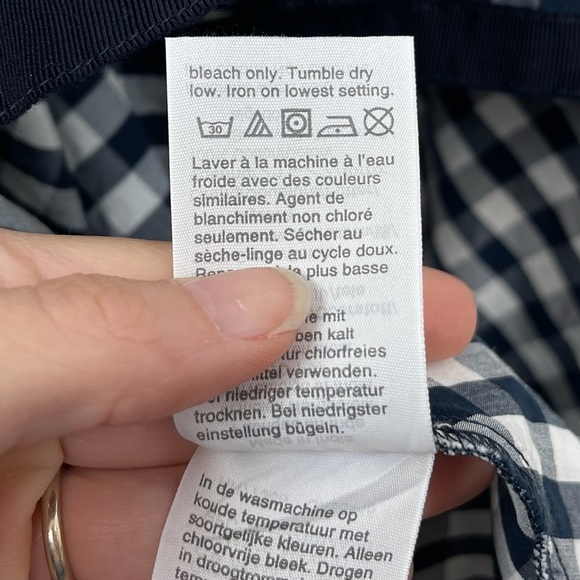 bleach only. Tumble dry
low. Iron on lowest setting.
30
Laver à la machine à l'eau
froide avec des couleurs
similaires. Agent de
blanchiment non chloré
seulement. Sécher au
sèche-linge au cycle doux.
plus basse
mit
kalt
chlorfreies
verwenden.
niedriger temperatur
trocknen. Bei niedrigster
einstellung bügeln.
In de wasmachine op
koude temperatuur met
soortgelijke kleuren. Alleen
chloorvrije bleek. Drogen
in